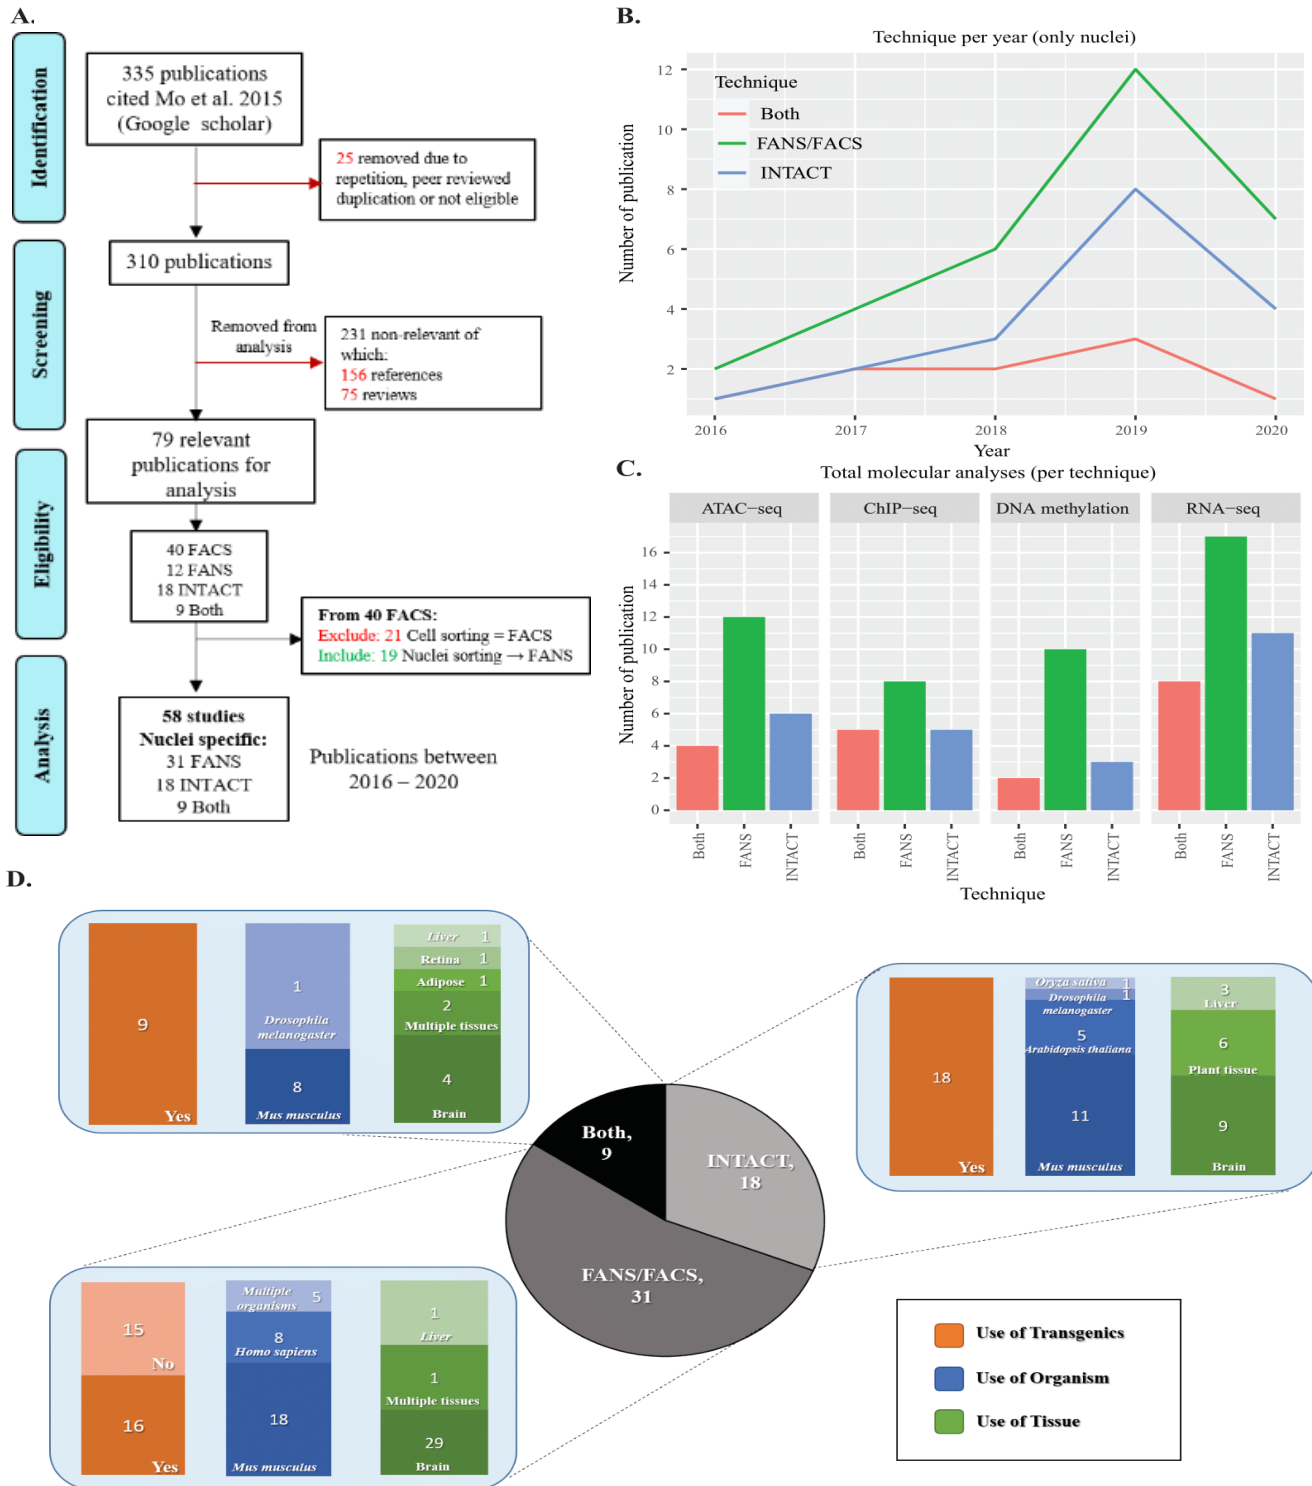 A.
Identification
Screening
Eligibility
Analysis
335 publications
cited Mo et al. 2015
(Google scholar)
25 removed due to
repetition, peer reviewed
duplication or not eligible
310 publications
Removed from
analysis
231 non-relevant of
which:
156 references
75 reviews
79 relevant
publications for
analysis
40 FACS
12 FANS
18 INTACT
9 Both
From 40 FACS:
Exclude: 21 Cell sorting = FACS
Include: 19 Nuclei sorting → FANS
58 studies
Nuclei specific:
31 FANS
18 INTACT
9 Both
Publications between
2016 – 2020
B.
Technique per year (only nuclei)
Number of publication
12
10
8
6
4
2
Technique
Both
FANS/FACS
INTACT
2016
2017
2018
2019
2020
Year
C.
Total molecular analyses (per technique)
ATAC−seq
ChIP−seq
DNA methylation
RNA−seq
Number of publication
16
14
12
10
8
6
4
2
0
Both
FANS
INTACT
Both
FANS
INTACT
Both
FANS
INTACT
Both
FANS
INTACT
Technique
D.
9
Yes
1
Drosophila
melanogaster
8
Mus musculus
Liver 1
Retina 1
Adipose 1
2
Multiple tissues
4
Brain
18
Yes
Oryza sativa 1
Drosophila 1
melanogaster
5
Arabidopsis thaliana
11
Mus musculus
3
Liver
6
Plant tissue
9
Brain
Both,
9
INTACT,
18
FANS/FACS,
31
15
No
16
Yes
Multiple 5
organisms
8
Homo sapiens
18
Mus musculus
1
Liver
1
Multiple tissues
29
Brain
Use of Transgenics
Use of Organism
Use of Tissue